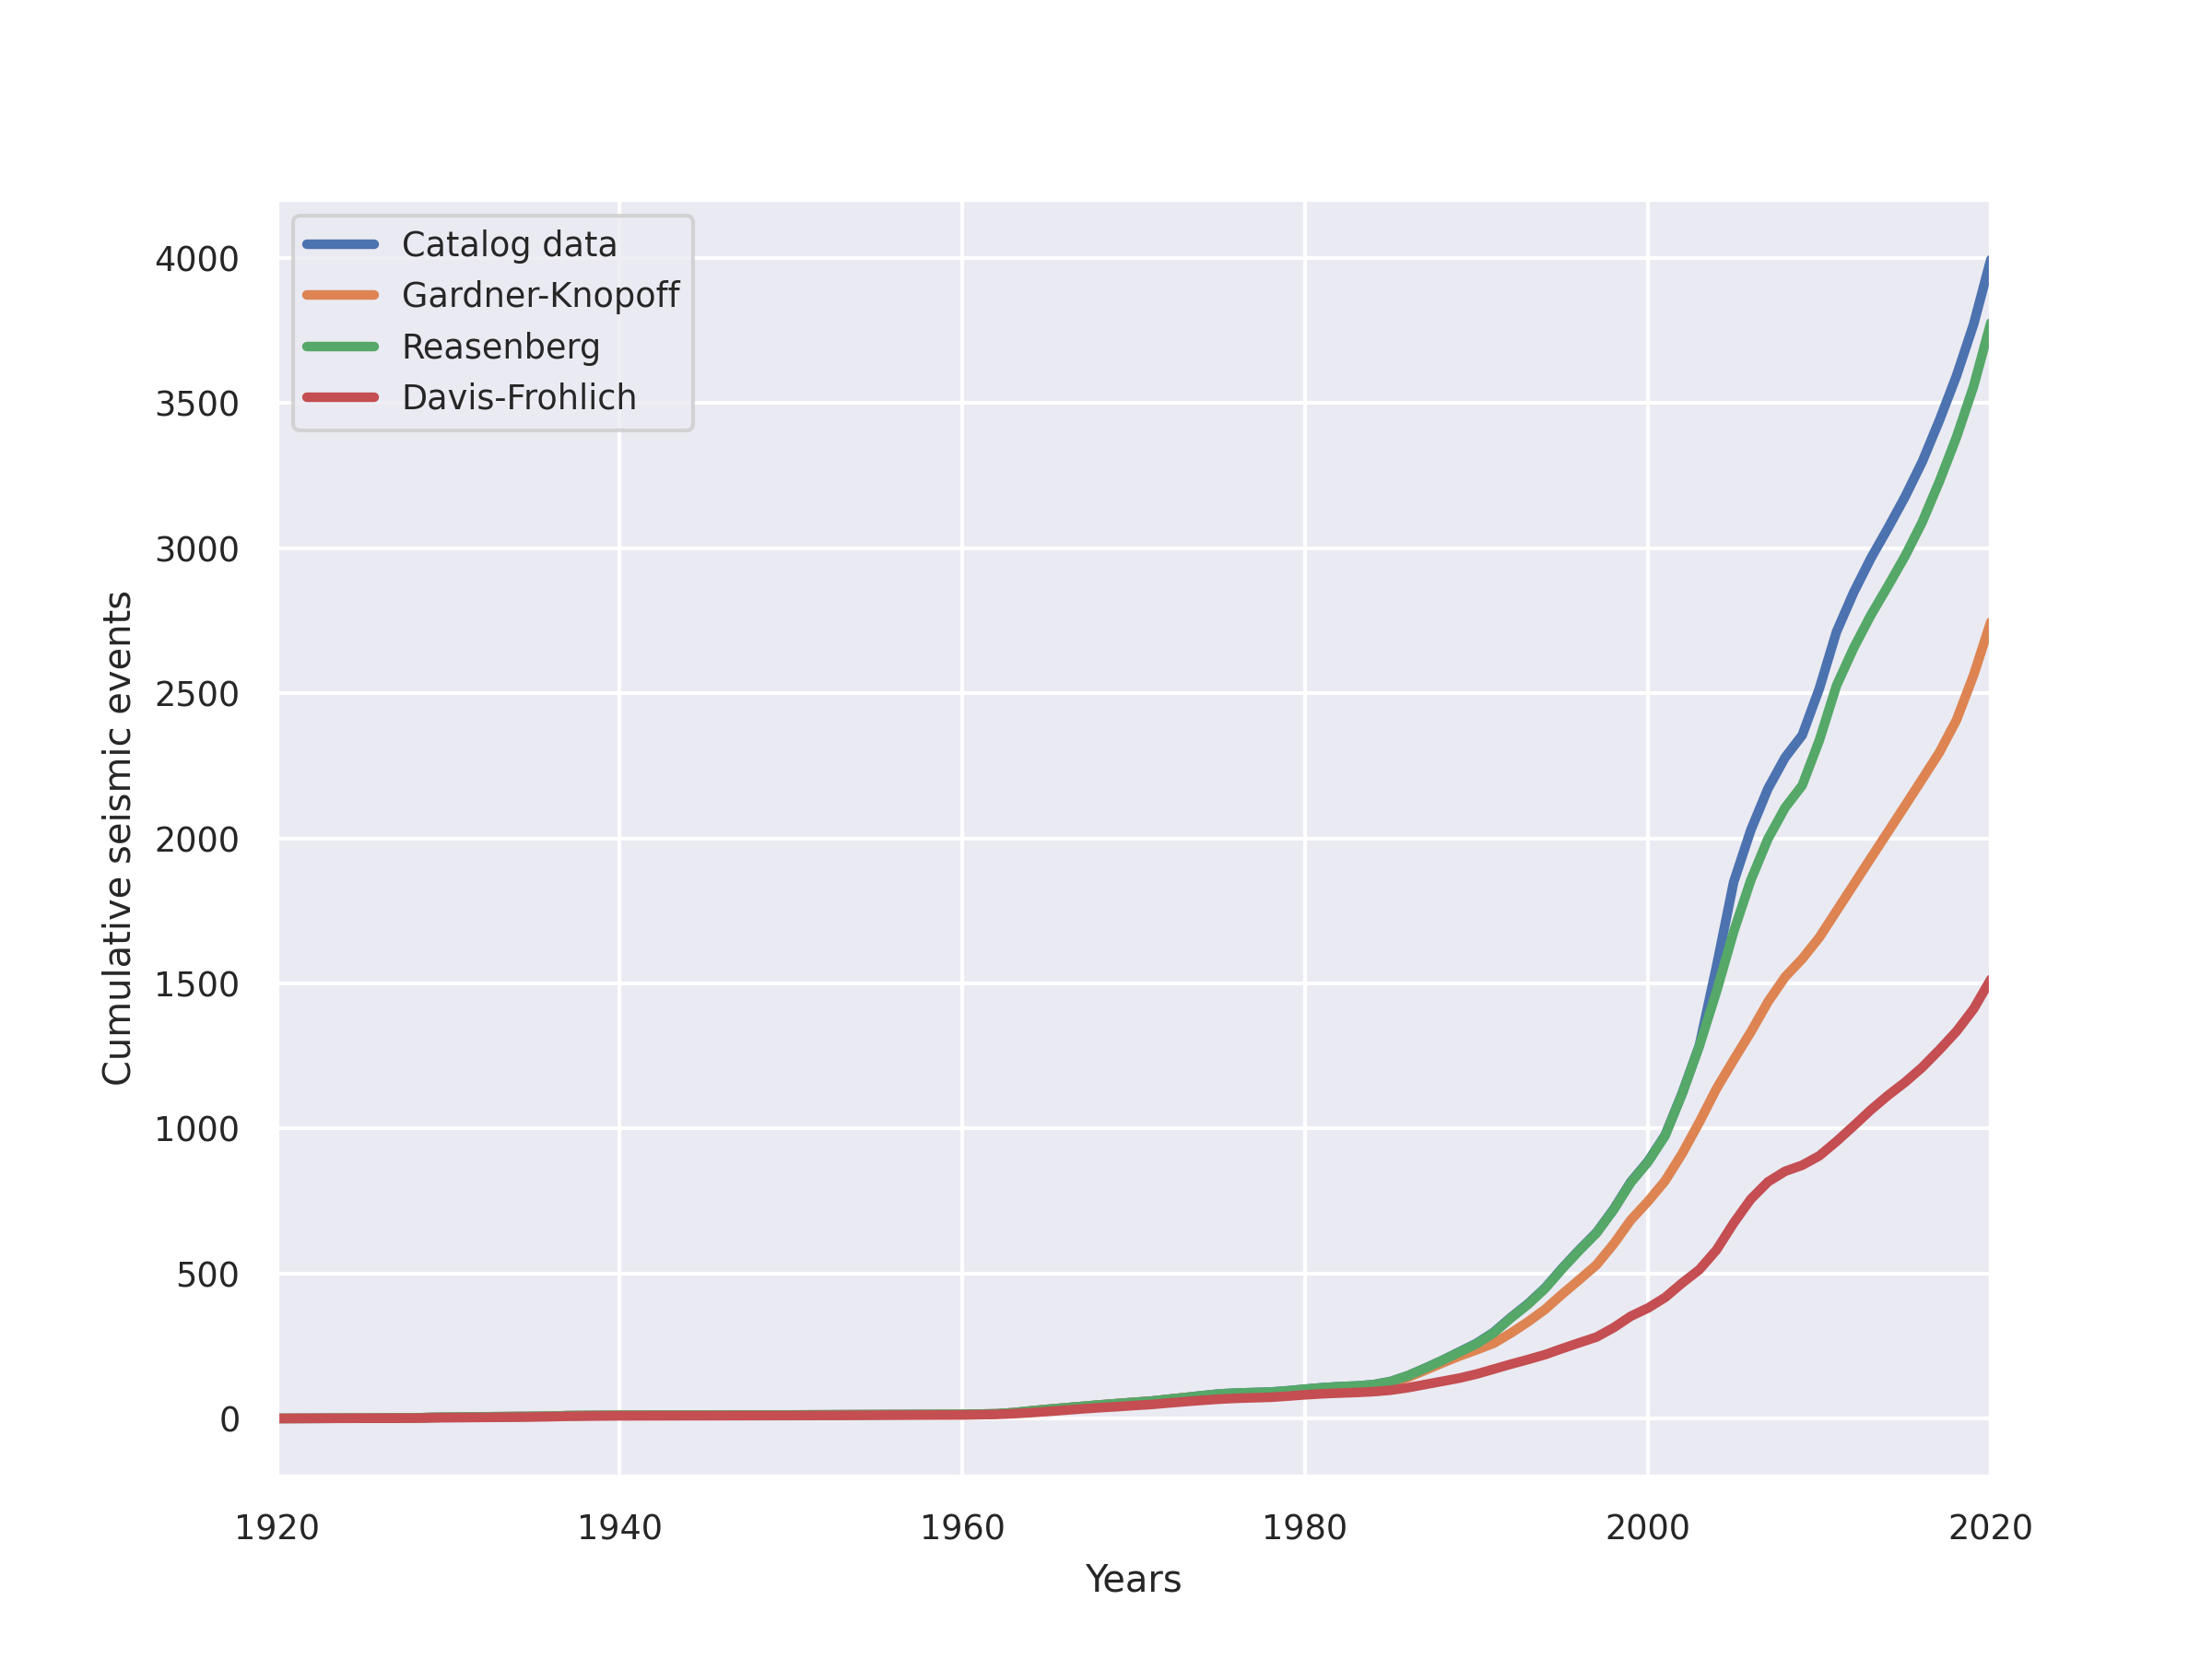 Catalog data
Gardner-Knopoff
Reasenberg
Davis-Frohlich
4000
3500
3000
2500
2000
1500
1000
500
0
Cumulative seismic events
1920 1940 1960 1980 2000 2020
Years